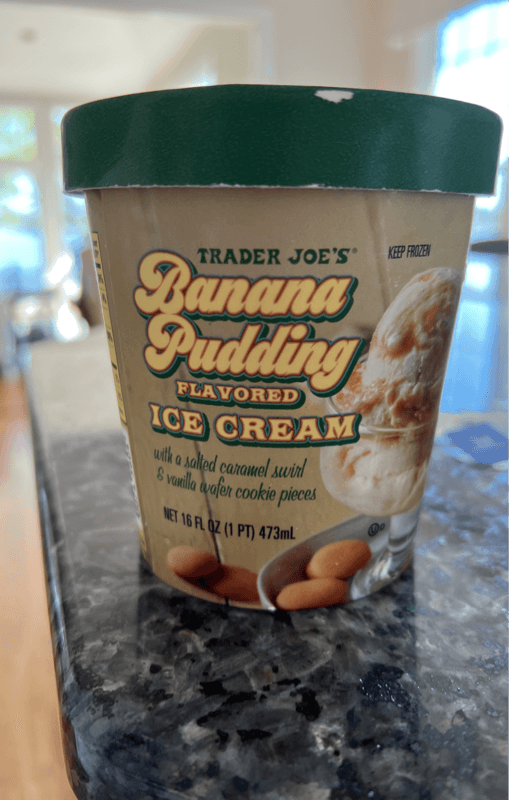 TRADER JOE'S®
KEEP FROZEN
Banana
Pudding
FLAVORED
ICE CREAM
with a salted caramel swirl
& vanilla wafer cookie pieces
NET 16 FL OZ (1 PT) 473mL